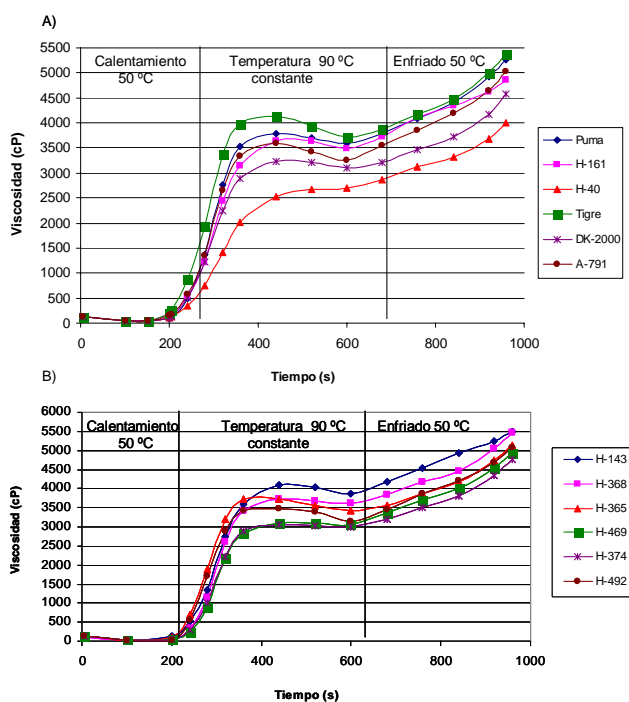 A)
5500
5000
4500
4000
3500
3000
2500
2000
1500
1000
500
0
Viscosidad (cP)
Calentamiento
50 ºC
Temperatura 90 ºC
constante
Enfriado 50 ºC
0
200
400
600
800
1000
Tiempo (s)
Puma
H-161
H-40
Tigre
DK-2000
A-791
B)
6000
5500
5000
4500
4000
3500
3000
2500
2000
1500
1000
500
0
Viscosidad (cP)
Calentamiento
50 ºC
Temperatura 90 ºC
constante
Enfriado 50 ºC
0
200
400
600
800
1000
Tiempo (s)
H-143
H-368
H-365
H-469
H-374
H-492